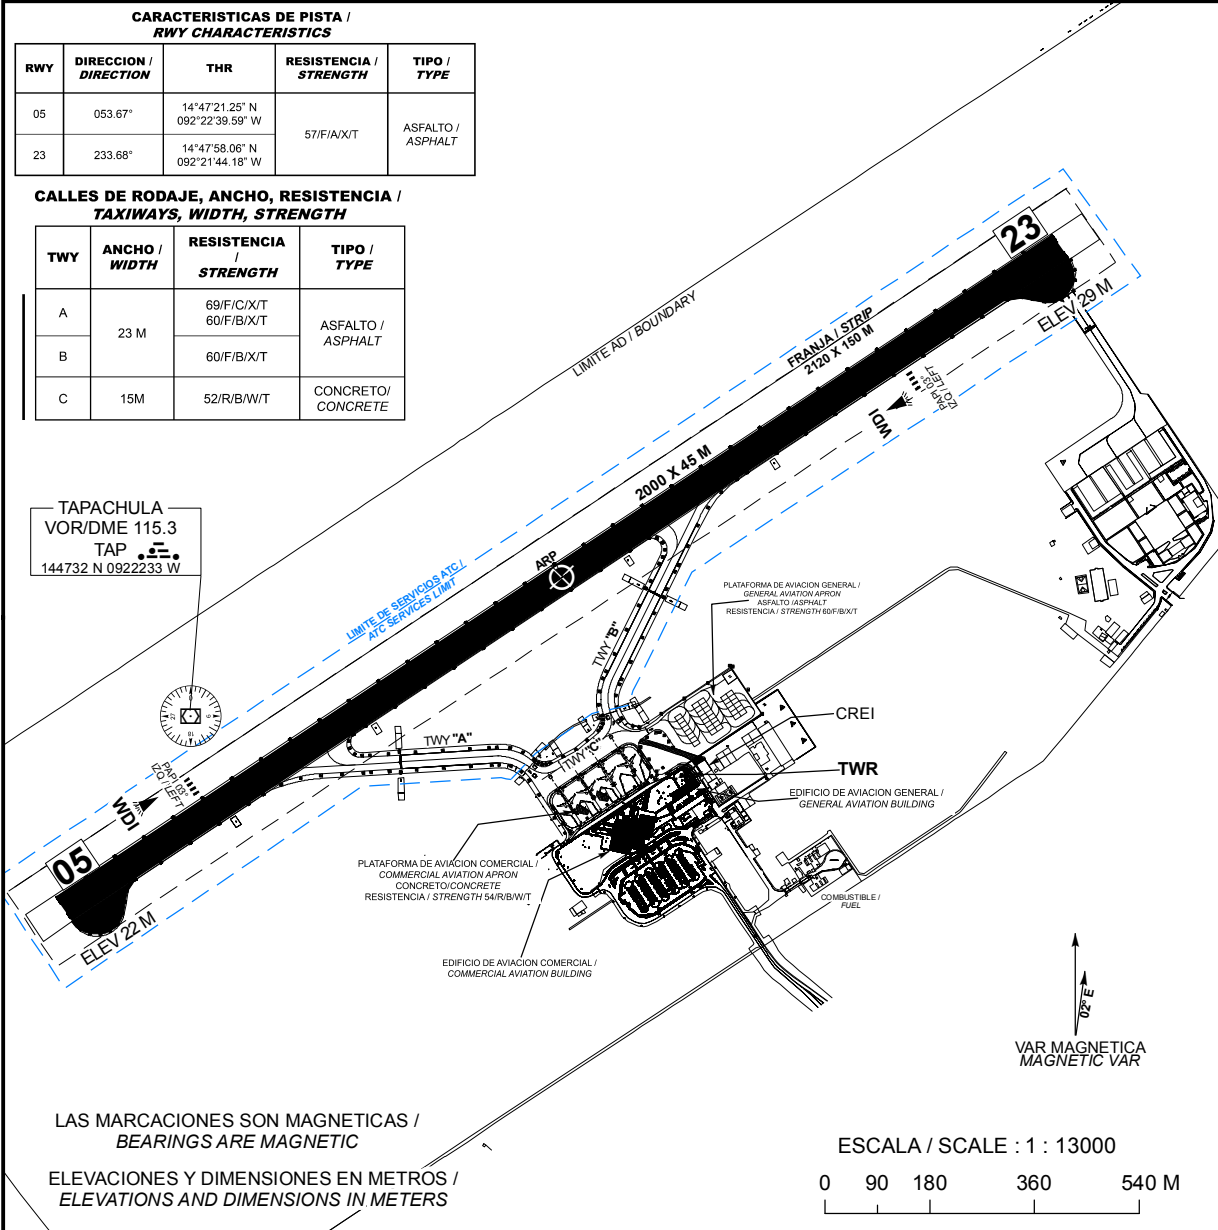 CARACTERISTICAS DE PISTA /
RWY CHARACTERISTICS
RWY
DIRECCION /
DIRECTION
THR
RESISTENCIA /
STRENGTH
TIPO /
TYPE
05
053.67°
14°47'21.25" N
092°22'39.59" W
57/F/A/X/T
ASFALTO /
ASPHALT
23
233.68°
14°47'58.06" N
092°21'44.18" W
CALLES DE RODAJE, ANCHO, RESISTENCIA /
TAXIWAYS, WIDTH, STRENGTH
TWY
ANCHO /
WIDTH
RESISTENCIA
/
STRENGTH
TIPO /
TYPE
A
23 M
69/F/C/X/T
60/F/B/X/T
ASFALTO /
ASPHALT
B
60/F/B/X/T
C
15M
52/R/B/W/T
CONCRETO/
CONCRETE
23
ELEV 29 M
LIMITE AD / BOUNDARY
FRANJA / STRIP
2120 X 150 M
PAPI 03°
IZQ / LEFT
WDI
2000 X 45 M
TAPACHULA
VOR/DME 115.3
TAP
144732 N 0922233 W
LIMITE DE SERVICIOS ATC /
ATC SERVICES LIMIT
ARP
0
9
18
27
TWY "B"
PLATAFORMA DE AVIACION GENERAL /
GENERAL AVIATION APRON
ASFALTO /ASPHALT
RESISTENCIA / STRENGTH 60/F/B/X/T
CREI
TWY "A"
TWY "C"
TWR
EDIFICIO DE AVIACION GENERAL /
GENERAL AVIATION BUILDING
PAPI 03°
IZQ / LEFT
WDI
05
ELEV 22 M
PLATAFORMA DE AVIACION COMERCIAL /
COMMERCIAL AVIATION APRON
CONCRETO/CONCRETE
RESISTENCIA / STRENGTH 54/R/B/W/T
COMBUSTIBLE /
FUEL
EDIFICIO DE AVIACION COMERCIAL /
COMMERCIAL AVIATION BUILDING
02° E
VAR MAGNETICA
MAGNETIC VAR
LAS MARCACIONES SON MAGNETICAS /
BEARINGS ARE MAGNETIC
ELEVACIONES Y DIMENSIONES EN METROS /
ELEVATIONS AND DIMENSIONS IN METERS
ESCALA / SCALE : 1 : 13000
0 90 180 360 540 M